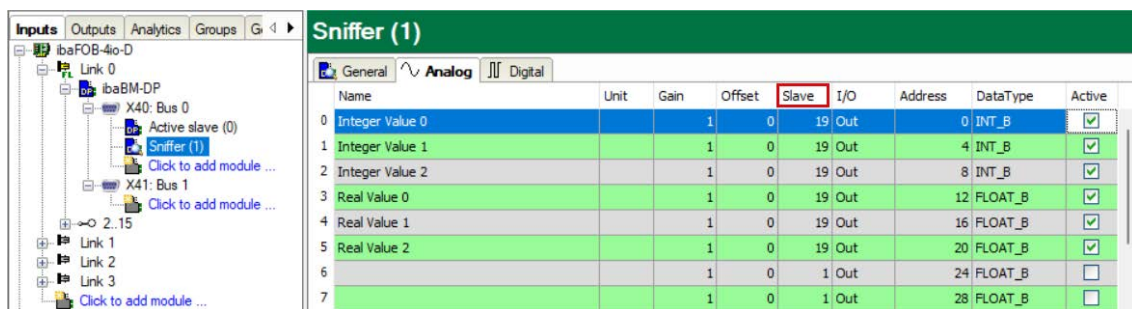 Inputs Outputs Analytics Groups G
ibaFOB-4io-D
Link 0
ibaBM-DP
X40: Bus 0
Active slave (0)
Sniffer (1)
Click to add module ...
X41: Bus 1
Click to add module ...
2..15
Link 1
Link 2
Link 3
Click to add module ...
Sniffer (1)
General Analog Digital
Name Unit Gain Offset Slave I/O Address DataType Active
0 Integer Value 0 1 0 19 Out 0 INT_B
1 Integer Value 1 1 0 19 Out 4 INT_B
2 Integer Value 2 1 0 19 Out 8 INT_B
3 Real Value 0 1 0 19 Out 12 FLOAT_B
4 Real Value 1 1 0 19 Out 16 FLOAT_B
5 Real Value 2 1 0 19 Out 20 FLOAT_B
6 1 0 1 Out 24 FLOAT_B
7 1 0 1 Out 28 FLOAT_B